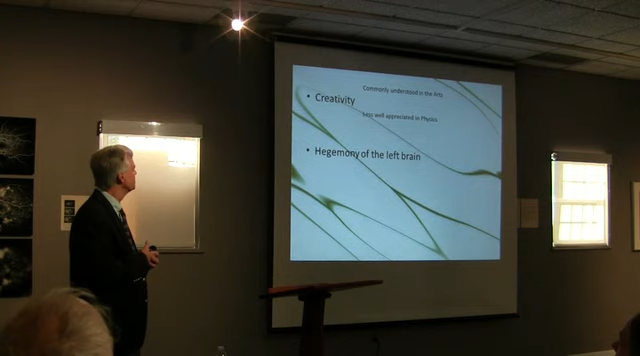 Commonly understood in the Arts
• Creativity
Less well appreciated in Physics
• Hegemony of the left brain